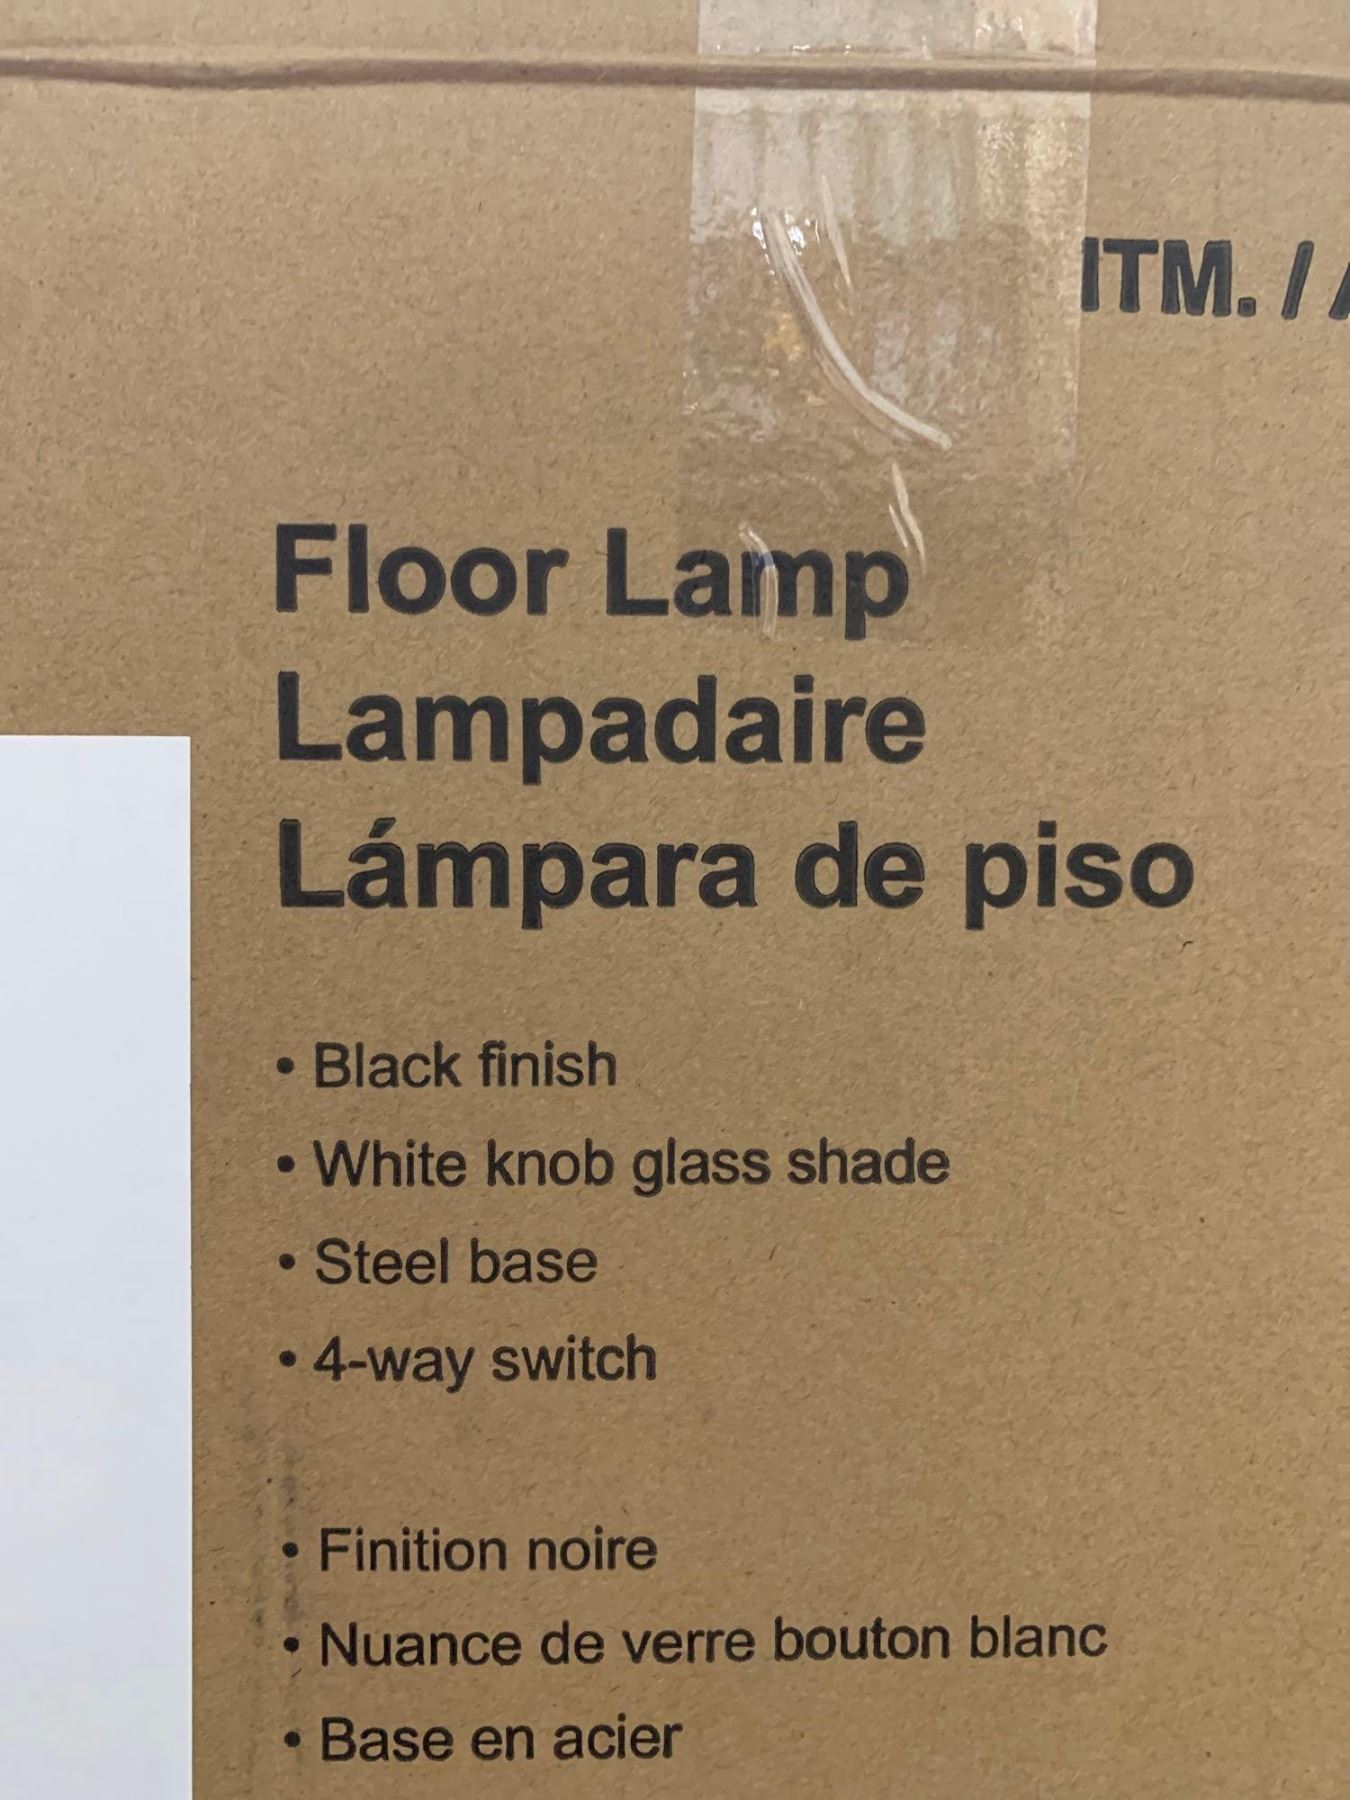 ITM. /
Floor Lamp
Lampadaire
Lámpara de piso
• Black finish
• White knob glass shade
• Steel base
• 4-way switch
• Finition noire
• Nuance de verre bouton blanc
• Base en acier